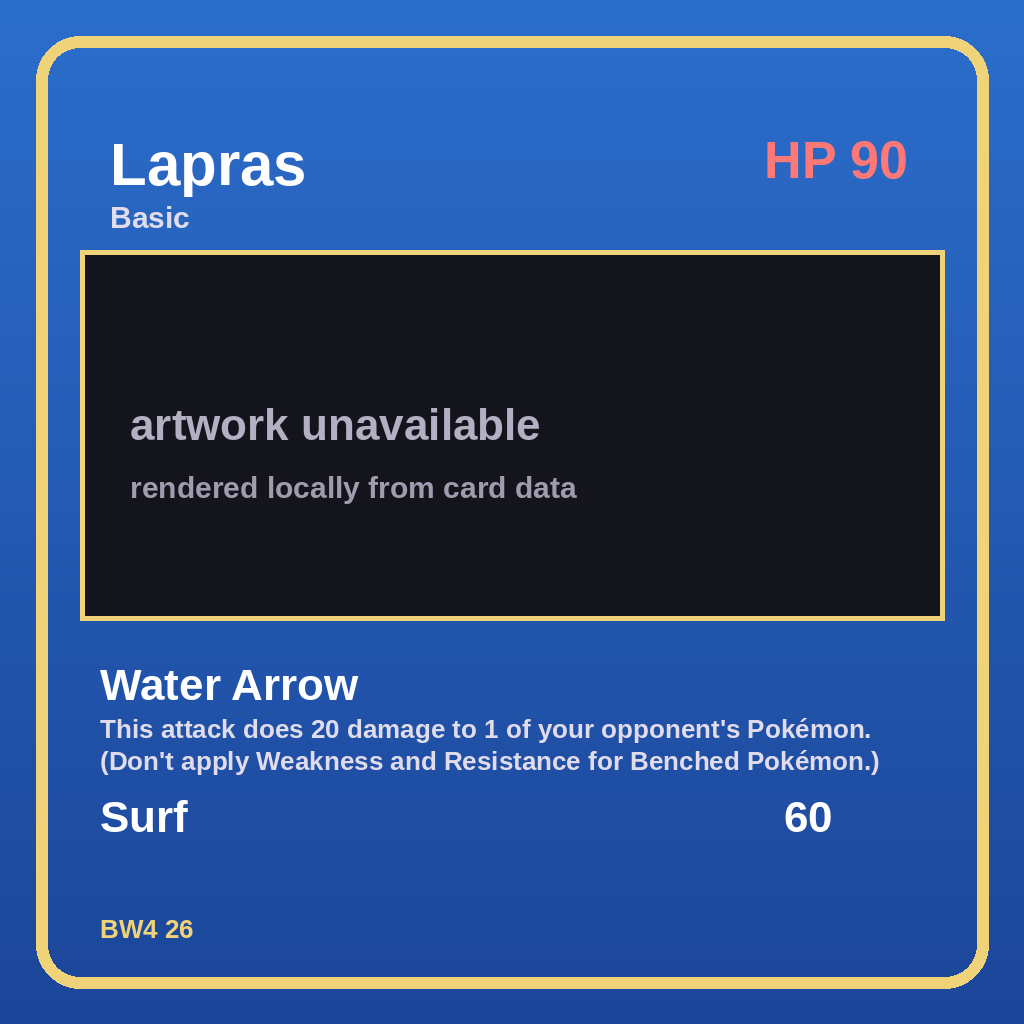 Lapras
HP 90
Basic
artwork unavailable
rendered locally from card data
Water Arrow
This attack does 20 damage to 1 of your opponent's Pokémon.
(Don't apply Weakness and Resistance for Benched Pokémon.)
Surf 60
BW4 26